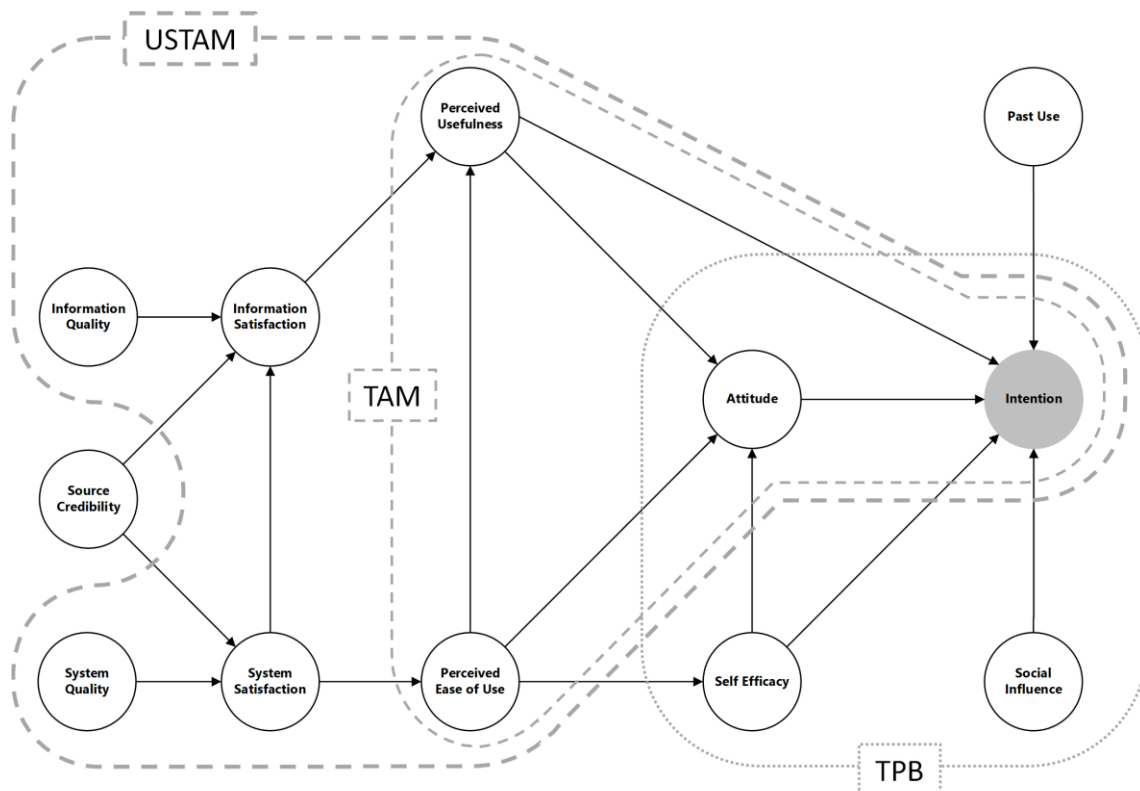 USTAM
Perceived
Usefulness
Past Use
Information
Quality
Information
Satisfaction
TAM
Attitude
Intention
Source
Credibility
System
Quality
System
Satisfaction
Perceived
Ease of Use
Self Efficacy
Social
Influence
TPB